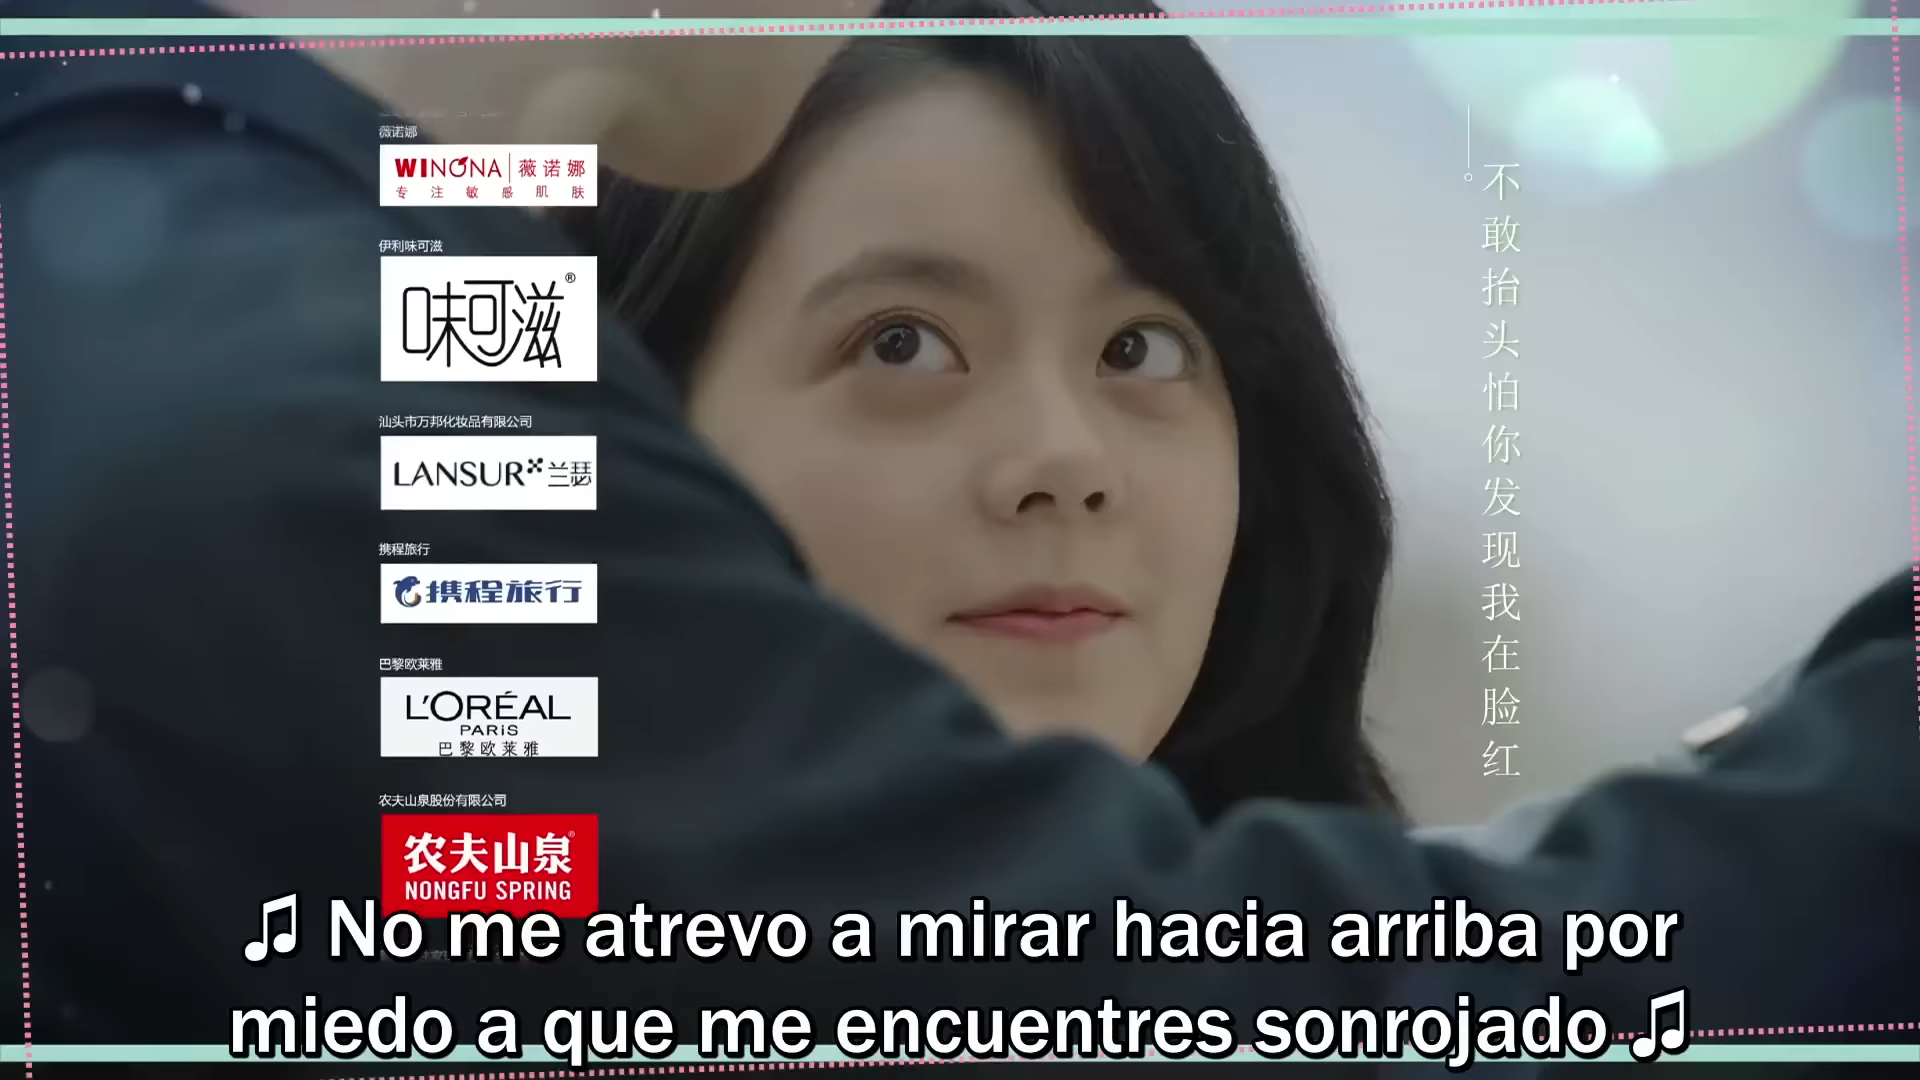 薇诺娜
WINONA 薇诺娜
专注敏感肌肤
伊利味可滋
味可滋®
汕头市万邦化妆品有限公司
LANSUR 兰瑟
携程旅行
携程旅行
巴黎欧莱雅
L'ORÉAL
PARiS
巴黎欧莱雅
农夫山泉股份有限公司
农夫山泉®
NONGFU SPRING
不敢抬头怕你发现我在脸红
♫ No me atrevo a mirar hacia arriba por
miedo a que me encuentres sonrojado ♫